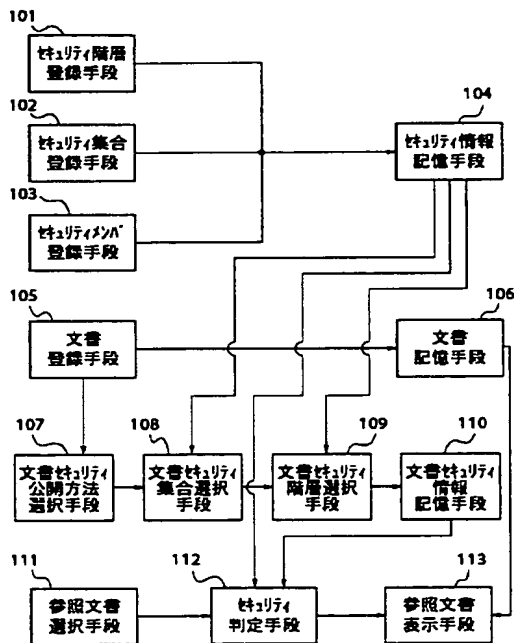 101
セキュリティ階層
登録手段
102
セキュリティ集合
登録手段
103
セキュリティメンバ
登録手段
104
セキュリティ情報
記憶手段
105
文書
登録手段
106
文書
記憶手段
107
文書セキュリティ
公開方法
選択手段
108
文書セキュリティ
集合選択
手段
109
文書セキュリティ
階層選択
手段
110
文書セキュリティ
情報
記憶手段
111
参照文書
選択手段
112
セキュリティ
判定手段
113
参照文書
表示手段